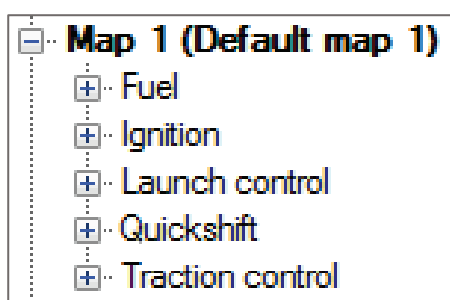 Map 1 (Default map 1)
Fuel
Ignition
Launch control
Quickshift
Traction control